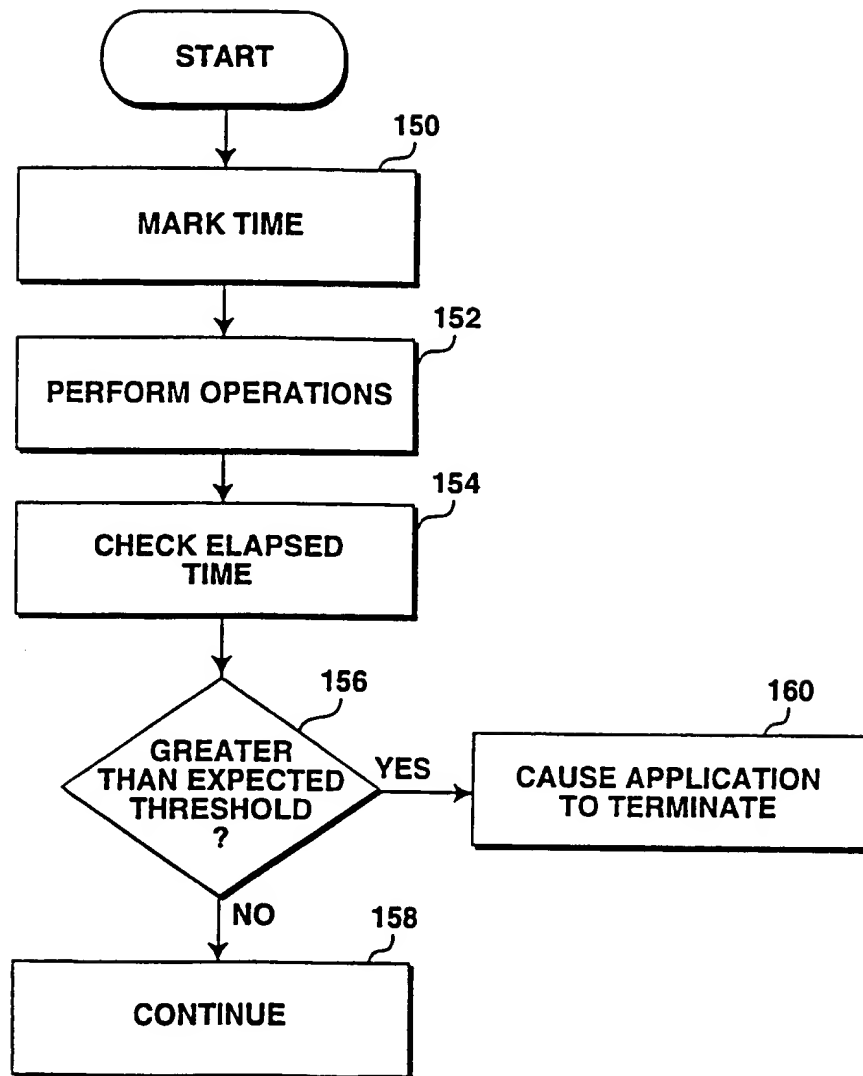 START
150
MARK TIME
152
PERFORM OPERATIONS
154
CHECK ELAPSED
TIME
156
GREATER
THAN EXPECTED
THRESHOLD
?
YES
160
CAUSE APPLICATION
TO TERMINATE
NO
158
CONTINUE